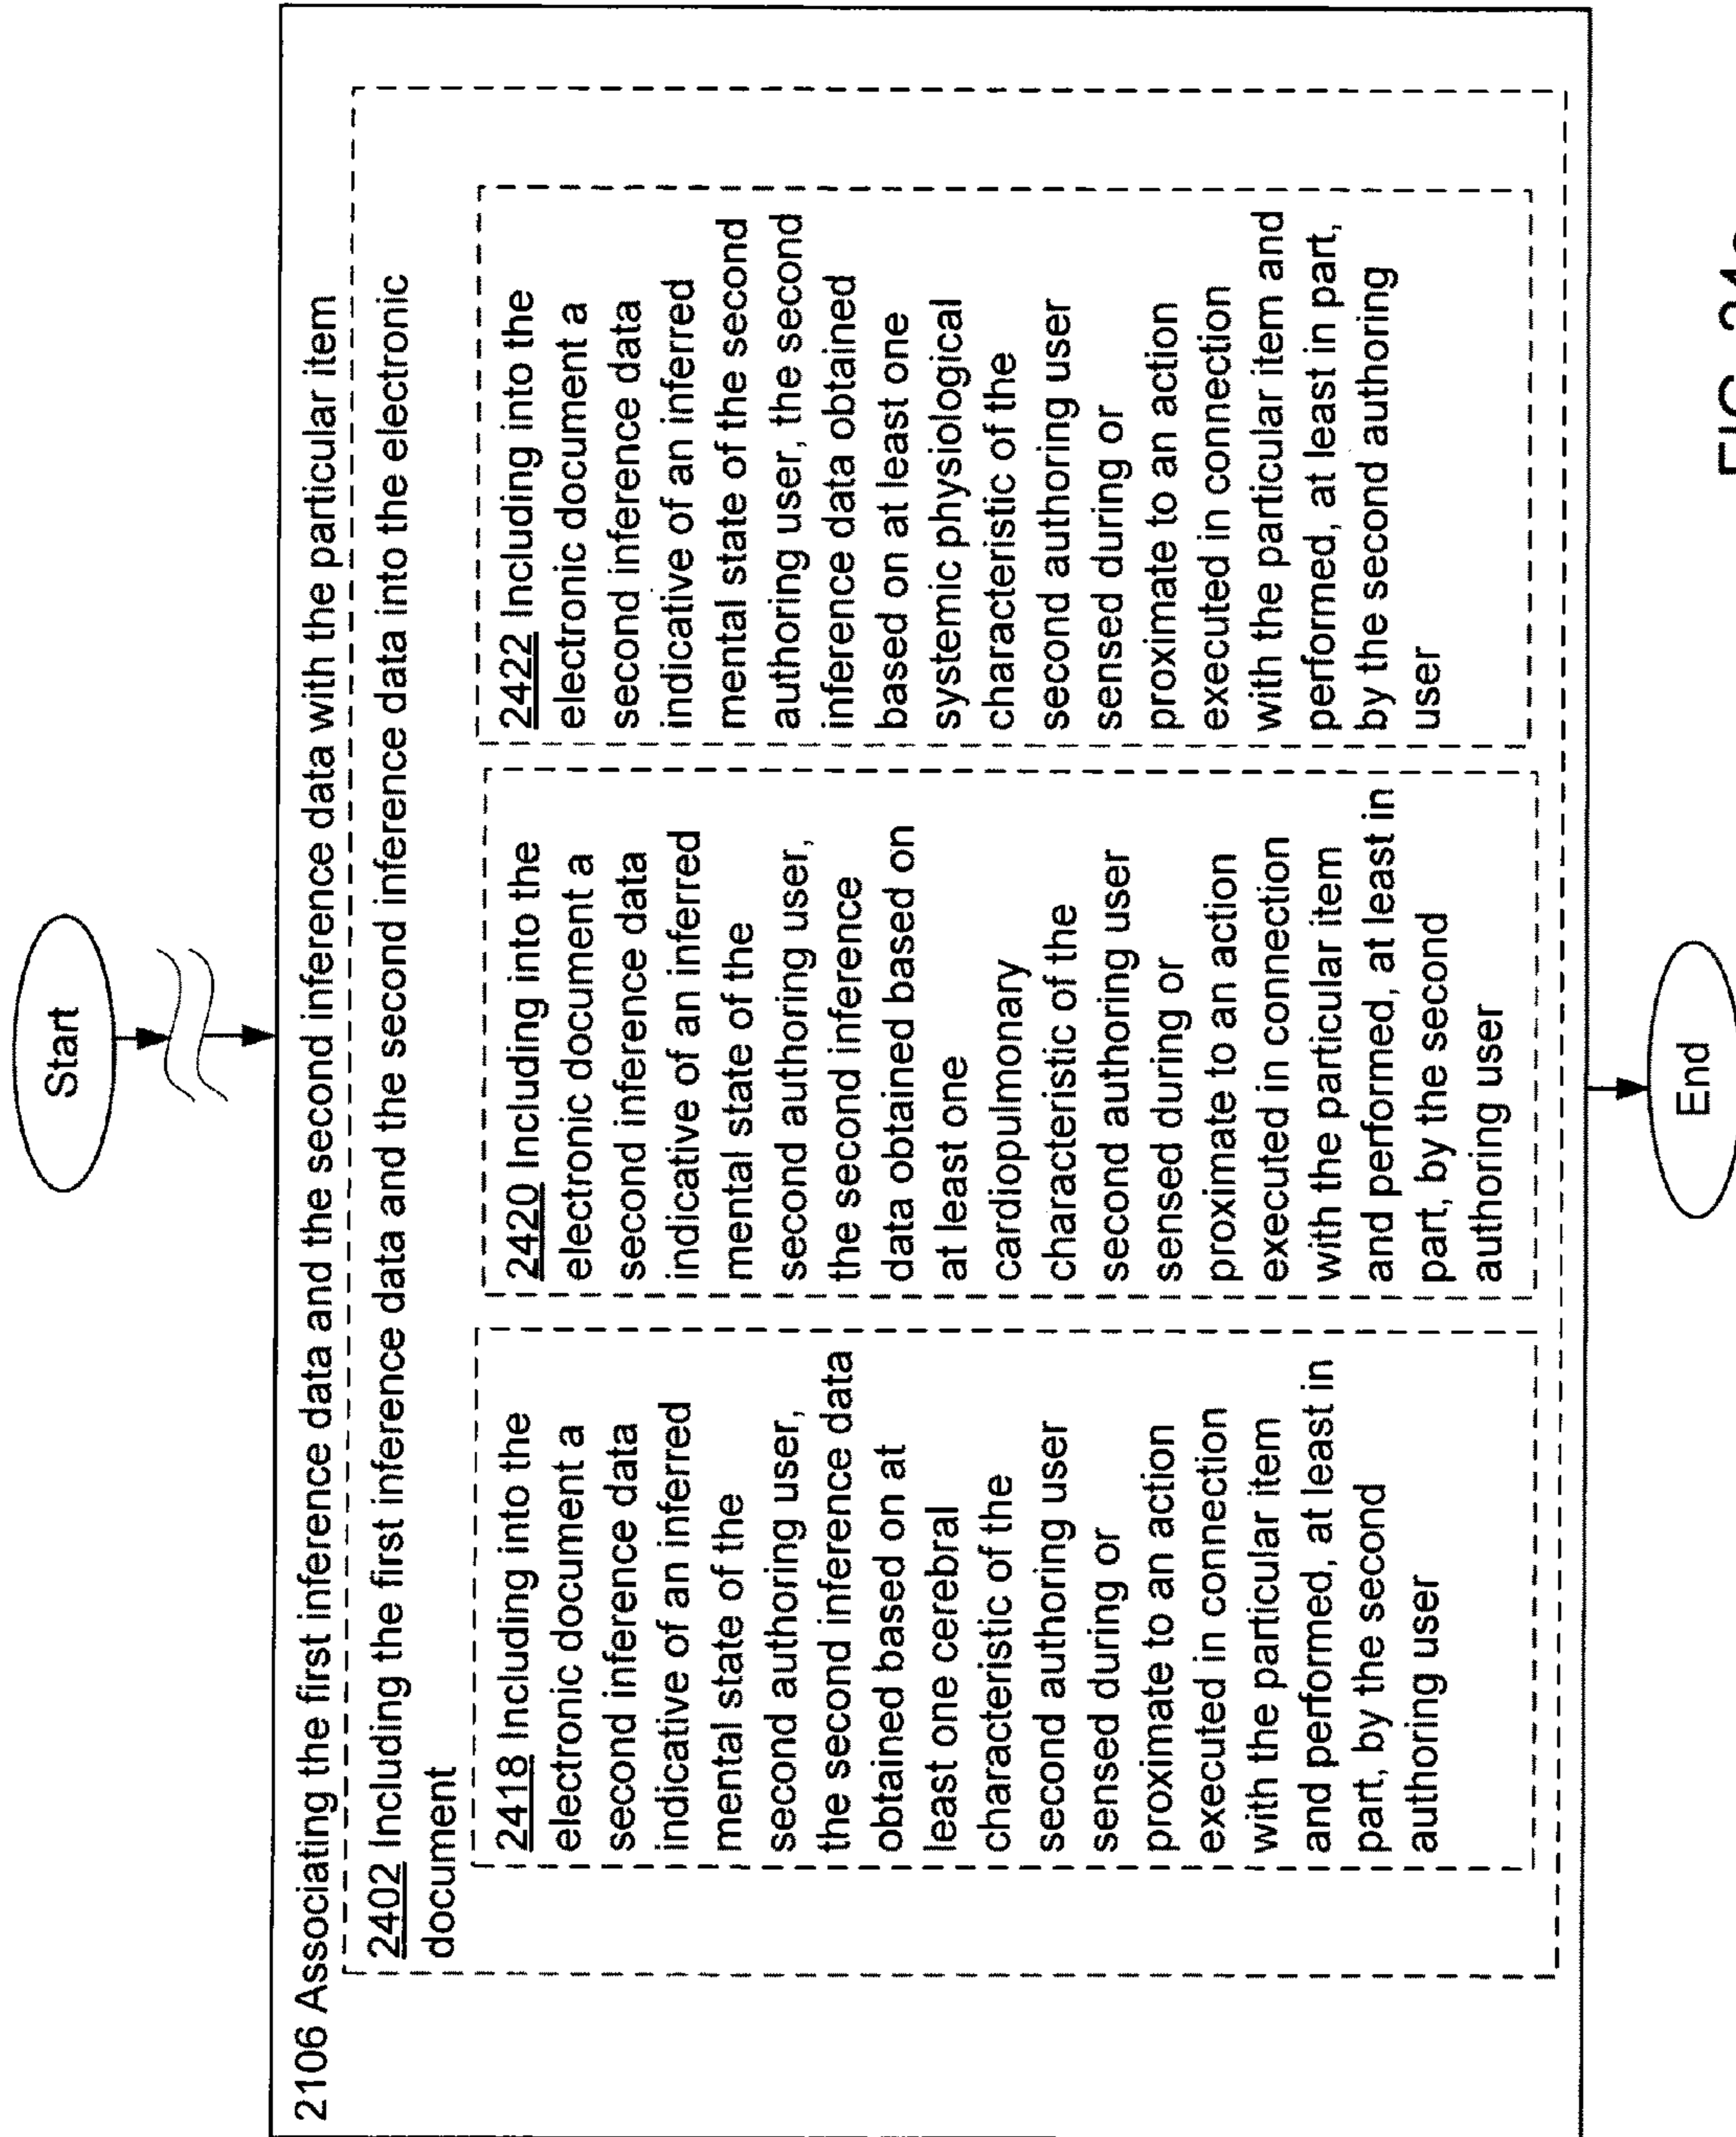 Start
2106 Associating the first inference data and the second inference data with the particular item
2402 Including the first inference data and the second inference data into the electronic
document
2418 Including into the
electronic document a
second inference data
indicative of an inferred
mental state of the
second authoring user,
the second inference data
obtained based on at
least one cerebral
characteristic of the
second authoring user
sensed during or
proximate to an action
executed in connection
with the particular item
and performed, at least in
part, by the second
authoring user
2420 Including into the
electronic document a
second inference data
indicative of an inferred
mental state of the
second authoring user,
the second inference
data obtained based on
at least one
cardiopulmonary
characteristic of the
second authoring user
sensed during or
proximate to an action
executed in connection
with the particular item
and performed, at least in
part, by the second
authoring user
2422 Including into the
electronic document a
second inference data
indicative of an inferred
mental state of the second
authoring user, the second
inference data obtained
based on at least one
systemic physiological
characteristic of the
second authoring user
sensed during or
proximate to an action
executed in connection
with the particular item and
performed, at least in part,
by the second authoring
user
End